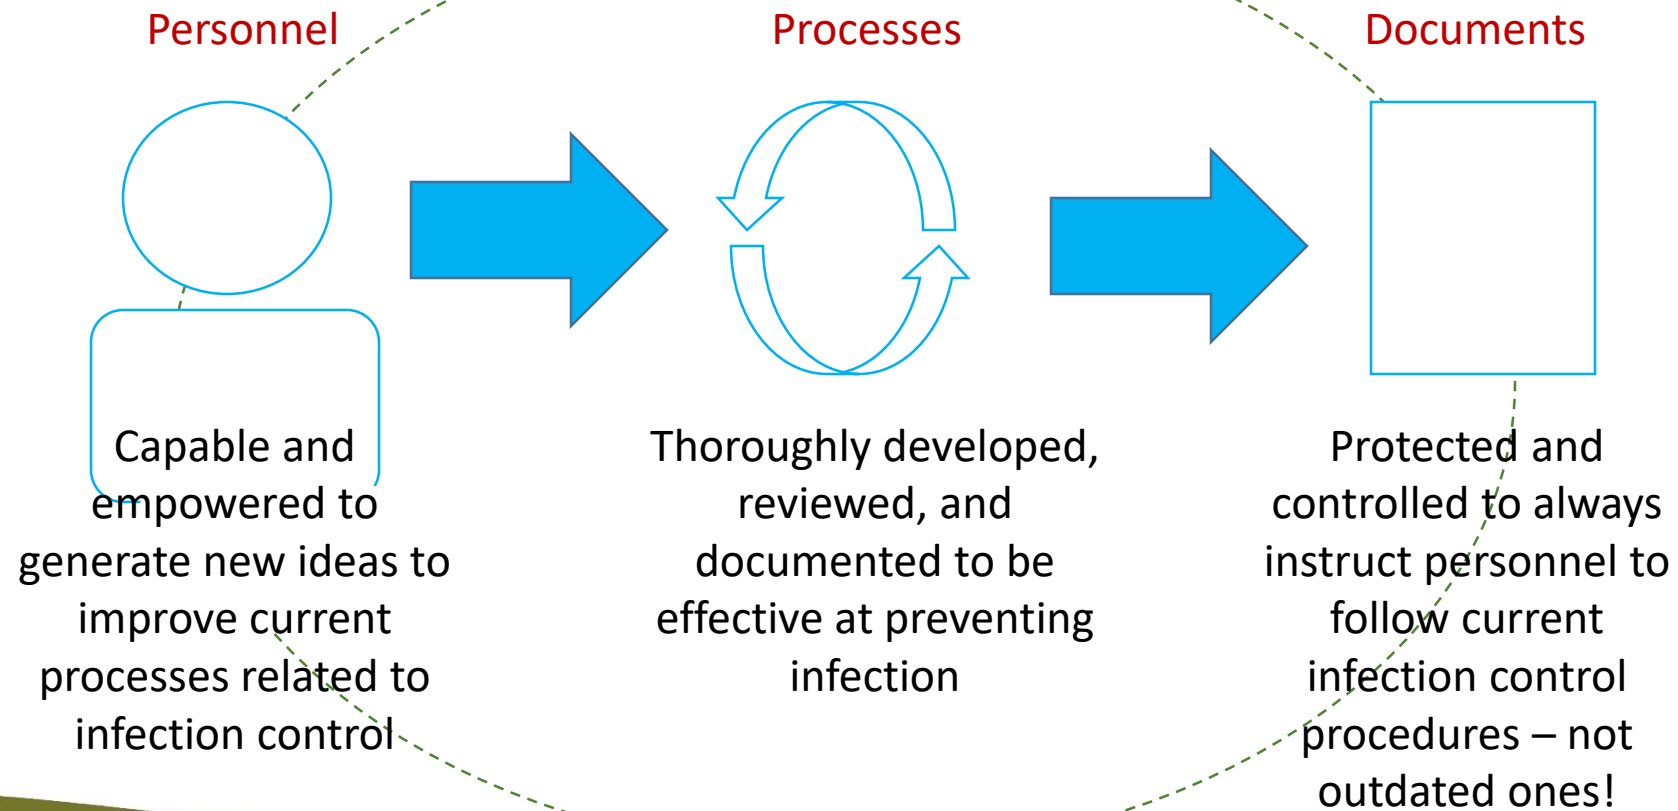 Personnel
Capable and
empowered to
generate new ideas to
improve current
processes related to
infection control
Processes
Thoroughly developed,
reviewed, and
documented to be
effective at preventing
infection
Documents
Protected and
controlled to always
instruct personnel to
follow current
infection control
procedures – not
outdated ones!